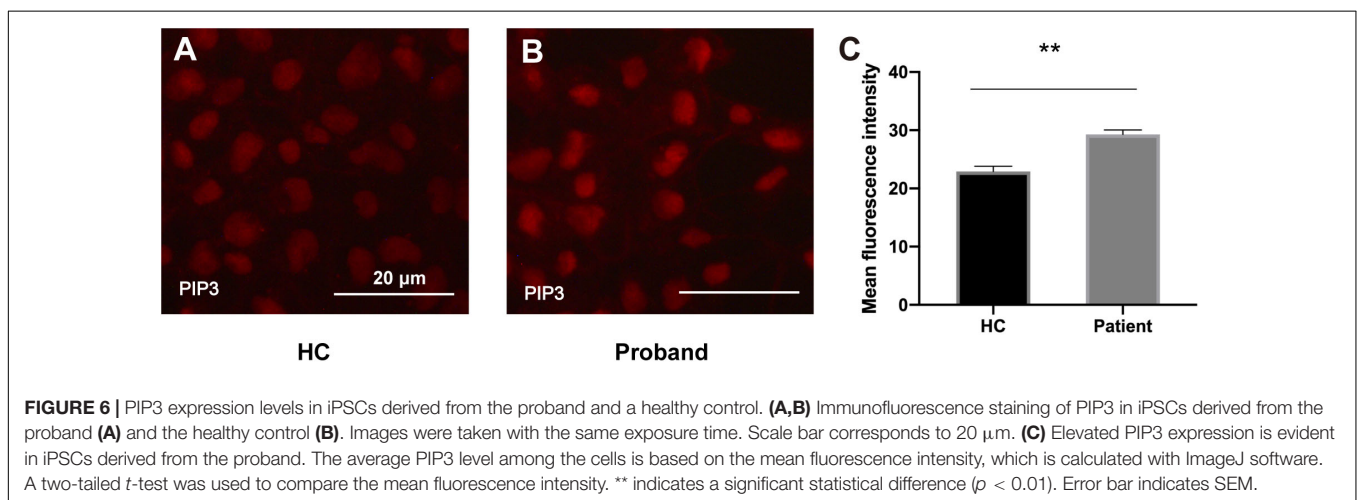 A
B
C
**
Mean fluorescence intensity
40
30
20
10
0
20 μm
PIP3
PIP3
HC
Patient
HC
Proband
FIGURE 6 | PIP3 expression levels in iPSCs derived from the proband and a healthy control. (A,B) Immunofluorescence staining of PIP3 in iPSCs derived from the
proband (A) and the healthy control (B). Images were taken with the same exposure time. Scale bar corresponds to 20 μm. (C) Elevated PIP3 expression is evident
in iPSCs derived from the proband. The average PIP3 level among the cells is based on the mean fluorescence intensity, which is calculated with ImageJ software.
A two-tailed t-test was used to compare the mean fluorescence intensity. ** indicates a significant statistical difference (p < 0.01). Error bar indicates SEM.